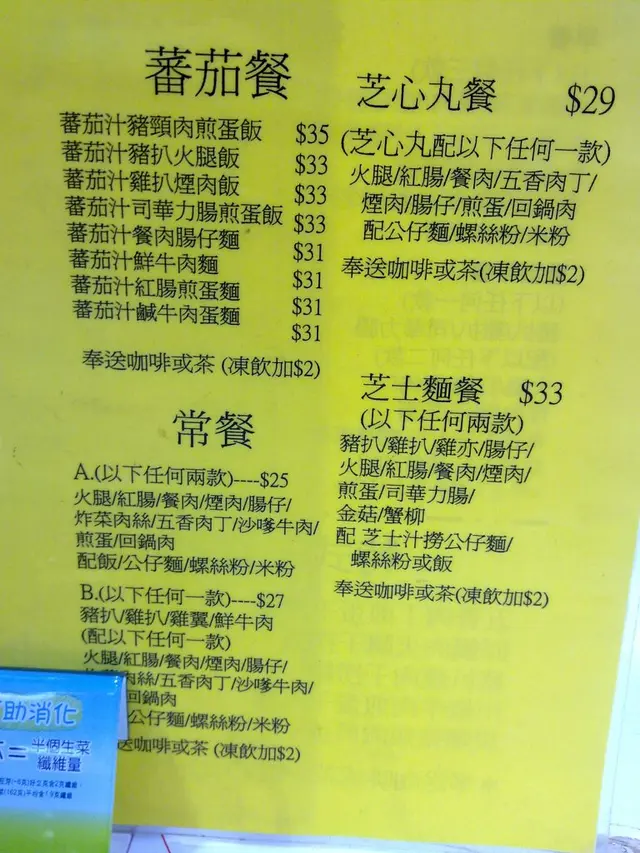 蕃茄餐
蕃茄汁豬頸肉煎蛋飯 $35
蕃茄汁豬扒火腿飯 $33
蕃茄汁雞扒煙肉飯 $33
蕃茄汁司華力腸煎蛋飯 $33
蕃茄汁餐肉腸仔麵 $31
蕃茄汁鮮牛肉麵 $31
蕃茄汁紅腸煎蛋麵 $31
蕃茄汁鹹牛肉蛋麵 $31
奉送咖啡或茶 (凍飲加$2)
常餐
A.(以下任何兩款)----$25
火腿/紅腸/餐肉/煙肉/腸仔/
炸菜肉絲/五香肉丁/沙嗲牛肉/
煎蛋/回鍋肉
配飯/公仔麵/螺絲粉/米粉
B.(以下任何一款)----$27
豬扒/雞扒/雞翼/鮮牛肉
(配以下任何一款)
火腿/紅腸/餐肉/煙肉/腸仔/
肉絲/五香肉丁/沙嗲牛肉/
回鍋肉
公仔麵/螺絲粉/米粉
咖啡或茶 (凍飲加$2)
芝心丸餐 $29
(芝心丸配以下任何一款)
火腿/紅腸/餐肉/五香肉丁/
煙肉/腸仔/煎蛋/回鍋肉
配公仔麵/螺絲粉/米粉
奉送咖啡或茶(凍飲加$2)
芝士麵餐 $33
(以下任何兩款)
豬扒/雞扒/雞亦/腸仔/
火腿/紅腸/餐肉/煙肉/
煎蛋/司華力腸/
金菇/蟹柳
配 芝士汁撈公仔麵/
螺絲粉或飯
奉送咖啡或茶(凍飲加$2)
助消化
= 半個生菜
纖維量